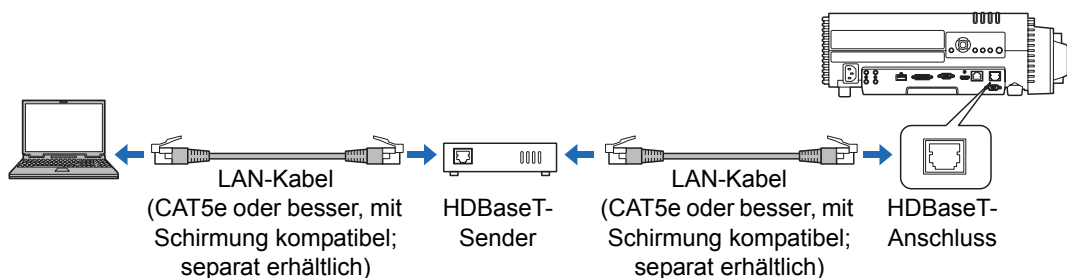 LAN-Kabel
(CAT5e oder besser, mit
Schirmung kompatibel;
separat erhältlich)
HDBaseT-
Sender
LAN-Kabel
(CAT5e oder besser, mit
Schirmung kompatibel;
separat erhältlich)
HDBaseT-
Anschluss